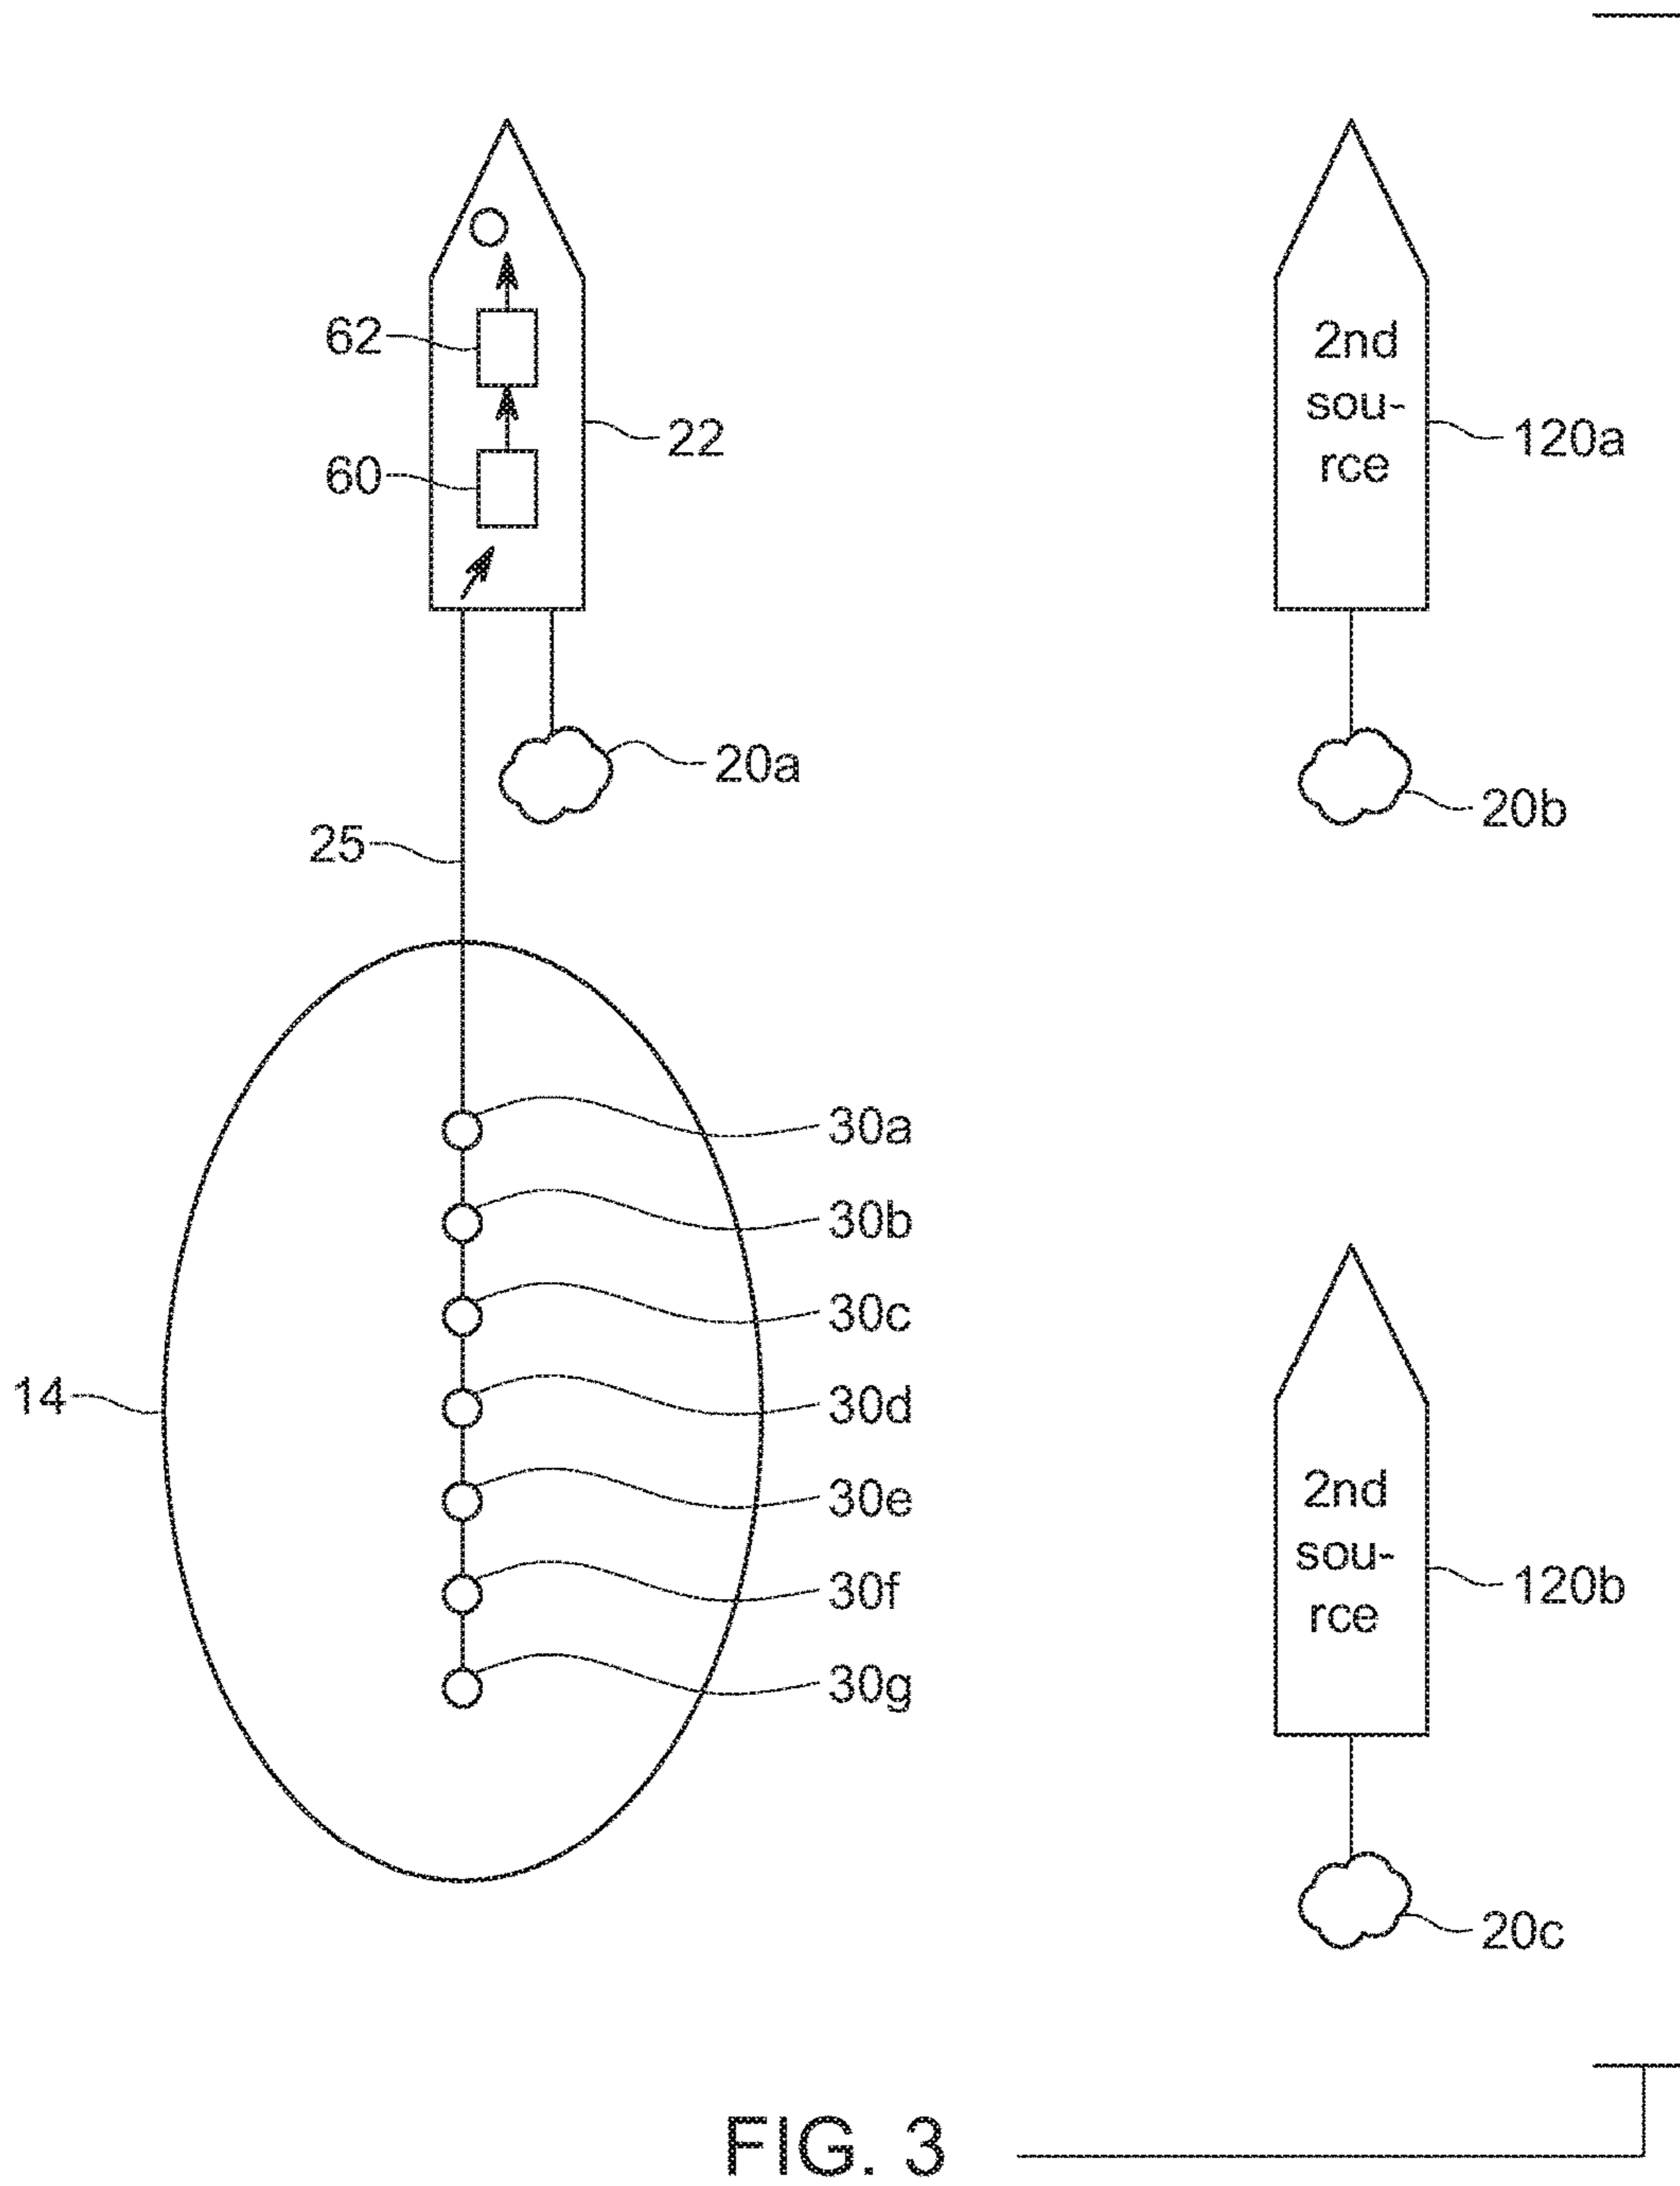 62
60
22
2nd
sou-
rce
120a
20a
20b
25
30a
30b
30c
30d
30e
30f
30g
14
2nd
sou-
rce
120b
20c
FIG. 3